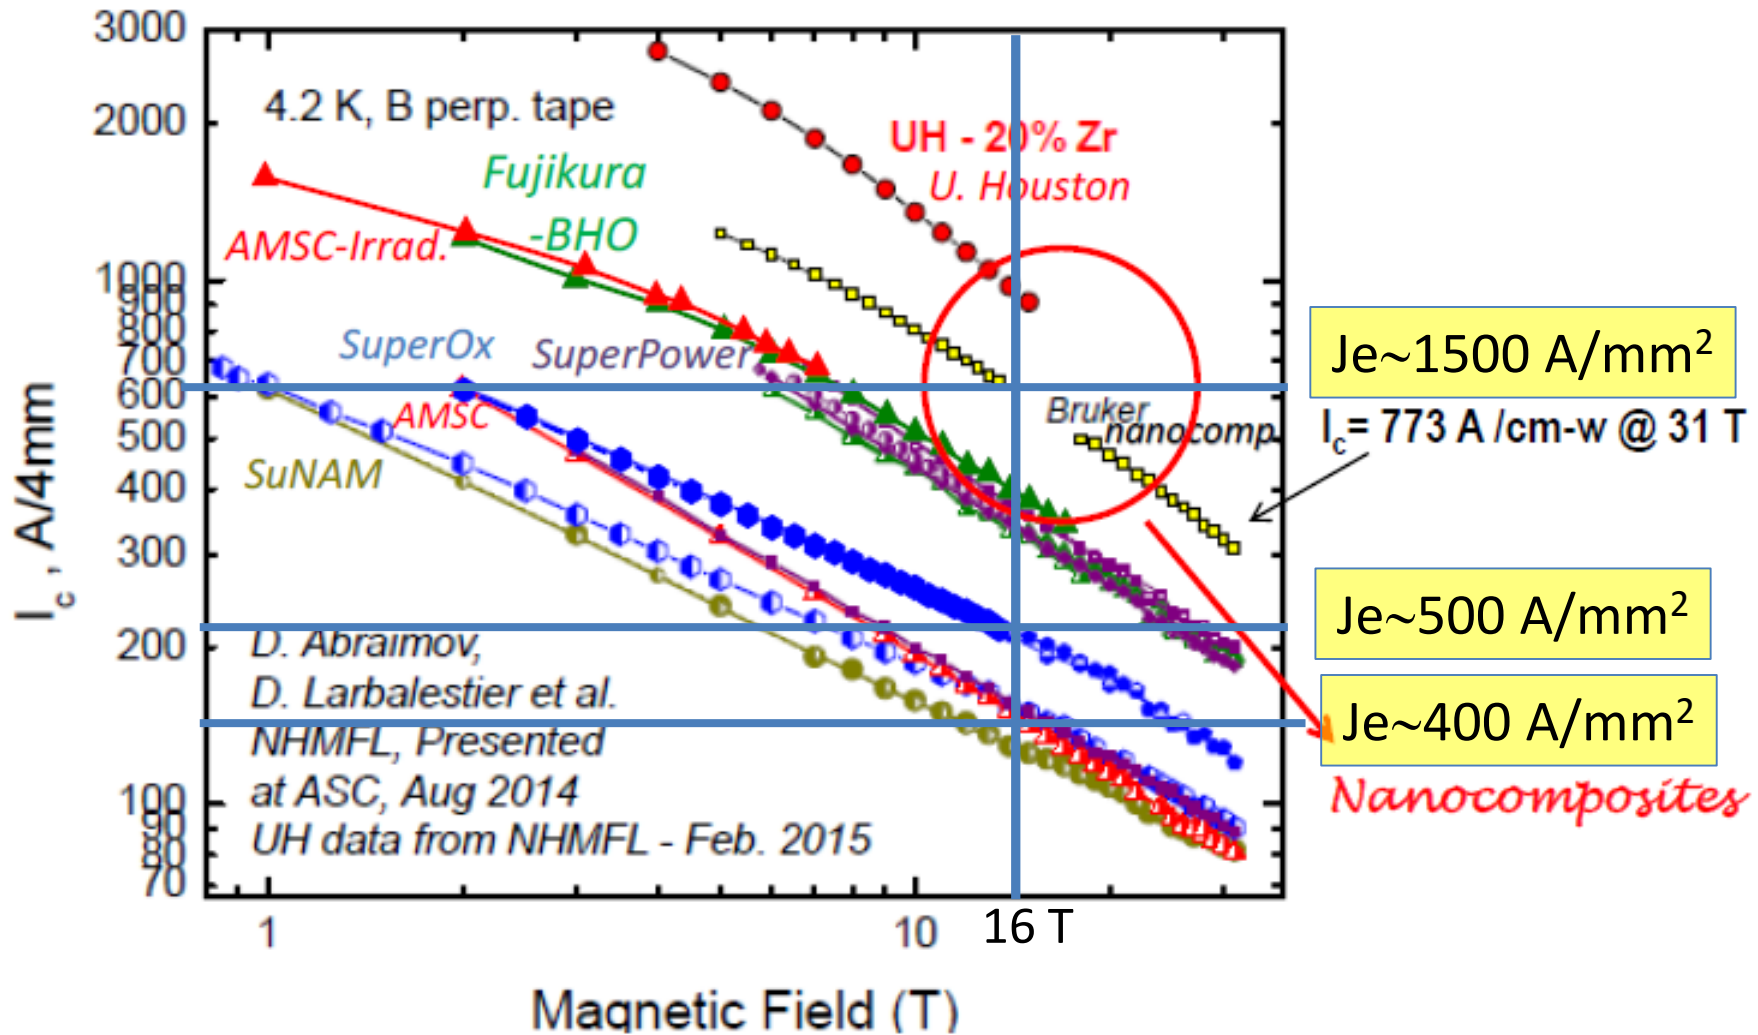 3000
2000
1000
900
800
700
600
500
400
300
200
100
90
80
70
I_c , A/4mm
4.2 K, B perp. tape
UH - 20% Zr
U. Houston
Fujikura
-BHO
AMSC-Irrad.
SuperOx
SuperPower
AMSC
SuNAM
Bruker
nanocomp.
Je~1500 A/mm²
I_c= 773 A /cm-w @ 31 T
Je~500 A/mm²
Je~400 A/mm²
Nanocomposites
D. Abraimov,
D. Larbalestier et al.
NHMFL, Presented
at ASC, Aug 2014
UH data from NHMFL - Feb. 2015
1
10
16 T
Magnetic Field (T)